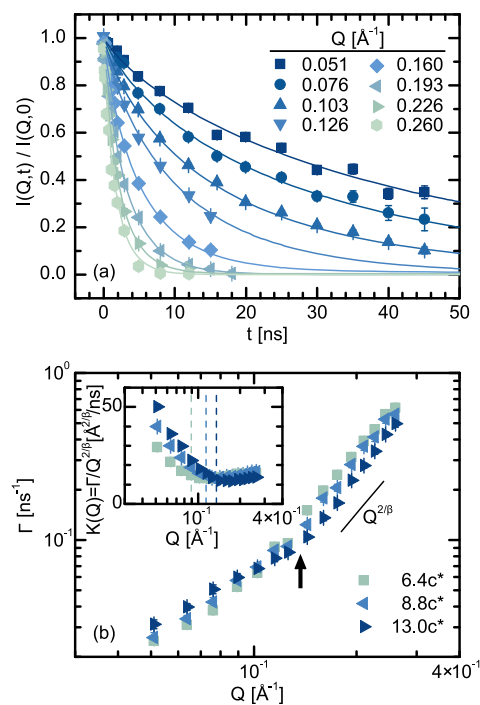 Q [Å⁻¹]
0.051 0.160
0.076 0.193
0.103 0.226
0.126 0.260
I(Q,t) / I(Q,0)
1.0
0.8
0.6
0.4
0.2
0.0
(a)
0 10 20 30 40 50
t [ns]
10⁰
10⁻¹
Γ [ns⁻¹]
K(Q)=Γ/Q²ᐟᵝ[Å²ᐟᵝ/ns]
50
0
10⁻¹ 4×10⁻¹
Q [Å⁻¹]
Q²ᐟᵝ
6.4c*
8.8c*
13.0c*
(b)
10⁻¹ 4×10⁻¹
Q [Å⁻¹]